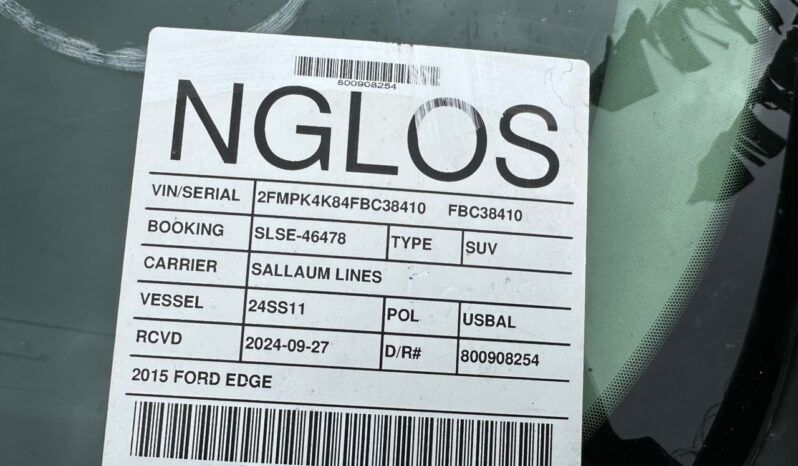 800908254
NGLOS
VIN/SERIAL 2FMPK4K84FBC38410 FBC38410
BOOKING SLSE-46478 TYPE SUV
CARRIER SALLAUM LINES
VESSEL 24SS11 POL USBAL
RCVD 2024-09-27 D/R# 800908254
2015 FORD EDGE